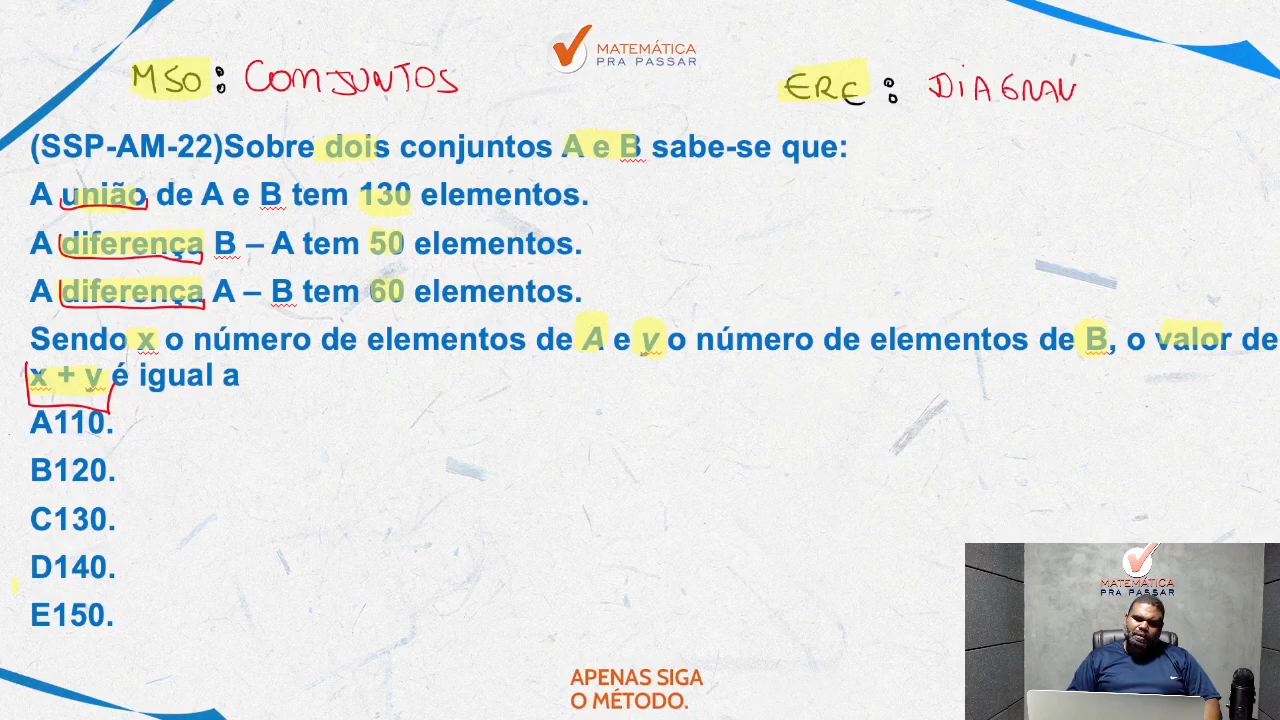 MATEMÁTICA
PRA PASSAR
MSO: CONJUNTOS
ERC: DIAGRAM
(SSP-AM-22)Sobre dois conjuntos A e B sabe-se que:
A união de A e B tem 130 elementos.
A diferença B – A tem 50 elementos.
A diferença A – B tem 60 elementos.
Sendo x o número de elementos de A e y o número de elementos de B, o valor de
x + y é igual a
A110.
B120.
C130.
D140.
E150.
MATEMÁTICA
PRA PASSAR
APENAS SIGA
O MÉTODO.